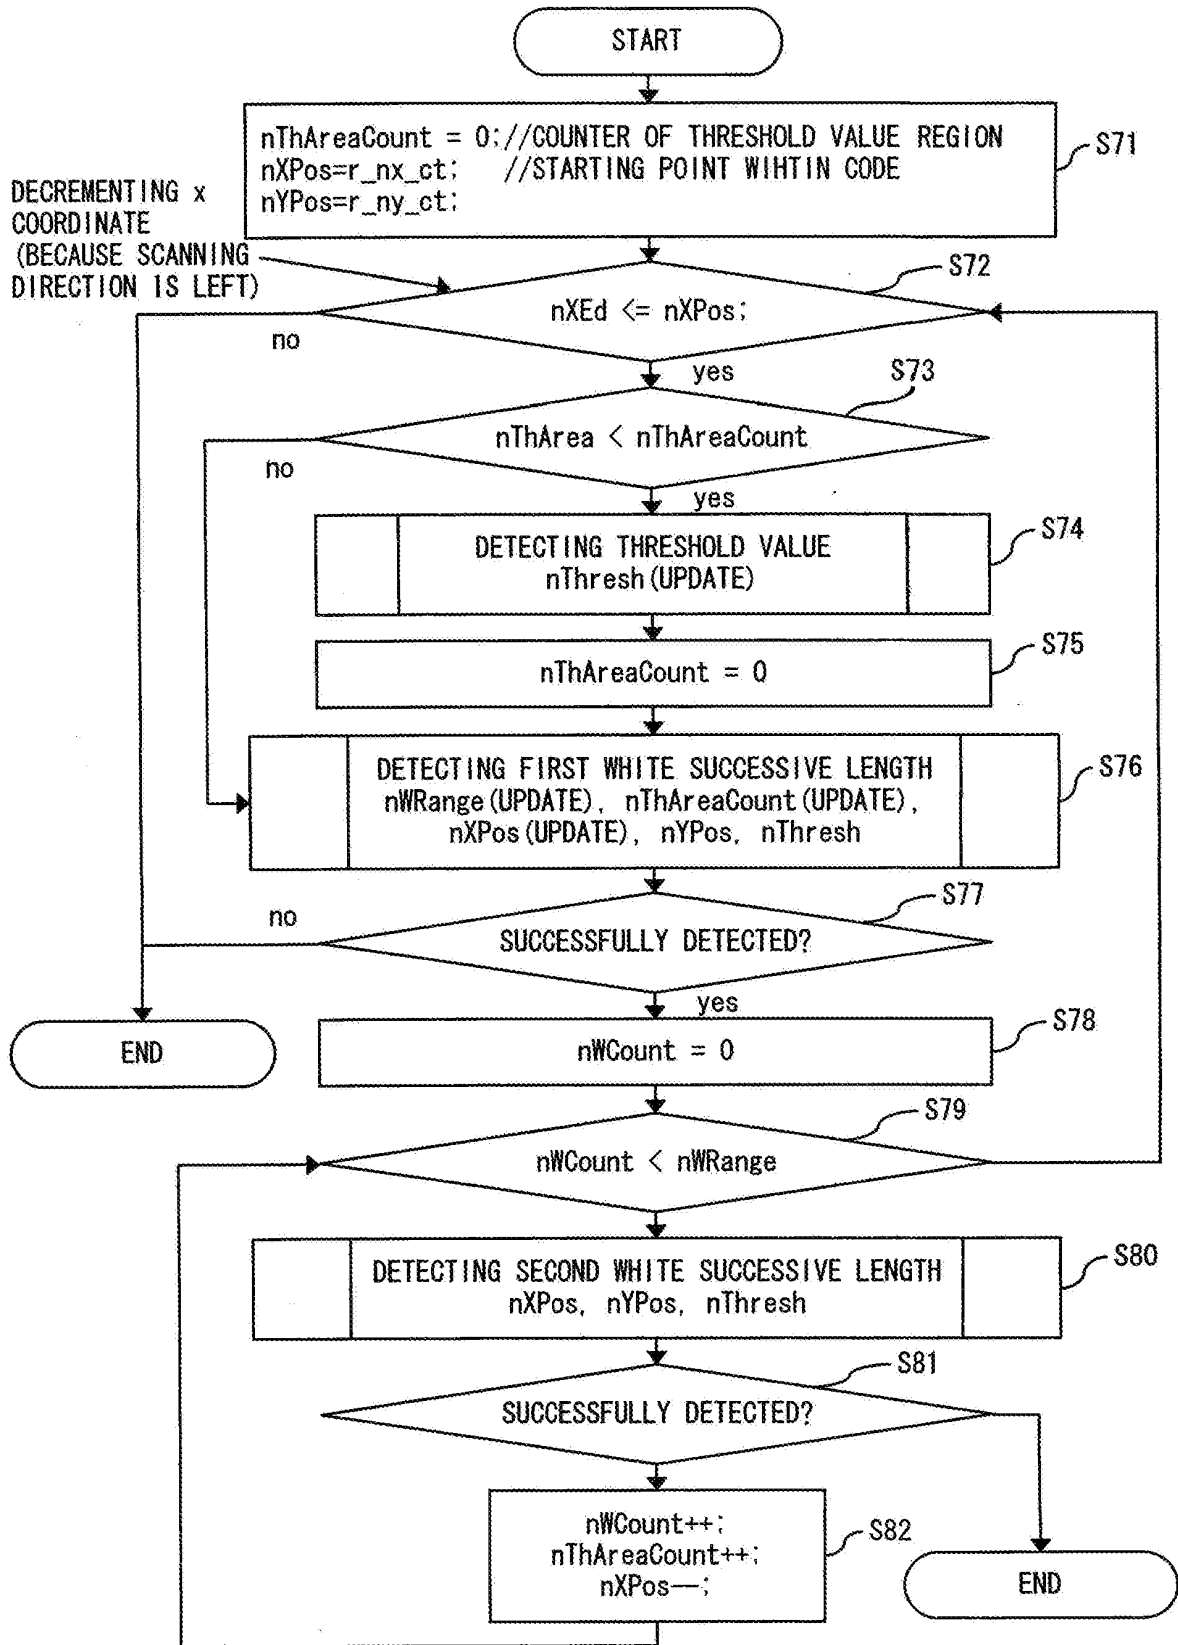 START
nThAreaCount = 0;//COUNTER OF THRESHOLD VALUE REGION
nXPos=r_nx_ct; //STARTING POINT WIHTIN CODE
nYPos=r_ny_ct;
S71
DECREMENTING x
COORDINATE
(BECAUSE SCANNING
DIRECTION IS LEFT)
S72
nXEd <= nXPos;
no
yes
S73
nThArea < nThAreaCount
no
yes
S74
DETECTING THRESHOLD VALUE
nThresh(UPDATE)
S75
nThAreaCount = 0
S76
DETECTING FIRST WHITE SUCCESSIVE LENGTH
nWRange(UPDATE), nThAreaCount(UPDATE),
nXPos(UPDATE), nYPos, nThresh
S77
no
SUCCESSFULLY DETECTED?
yes
END
S78
nWCount = 0
S79
nWCount < nWRange
S80
DETECTING SECOND WHITE SUCCESSIVE LENGTH
nXPos, nYPos, nThresh
S81
SUCCESSFULLY DETECTED?
S82
nWCount++;
nThAreaCount++;
nXPos--;
END